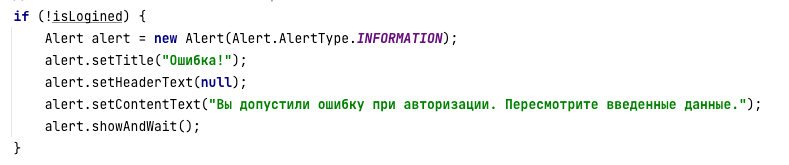 if (!isLogined) {
Alert alert = new Alert(Alert.AlertType.INFORMATION);
alert.setTitle("Ошибка!");
alert.setHeaderText(null);
alert.setContentText("Вы допустили ошибку при авторизации. Пересмотрите введенные данные.");
alert.showAndWait();
}